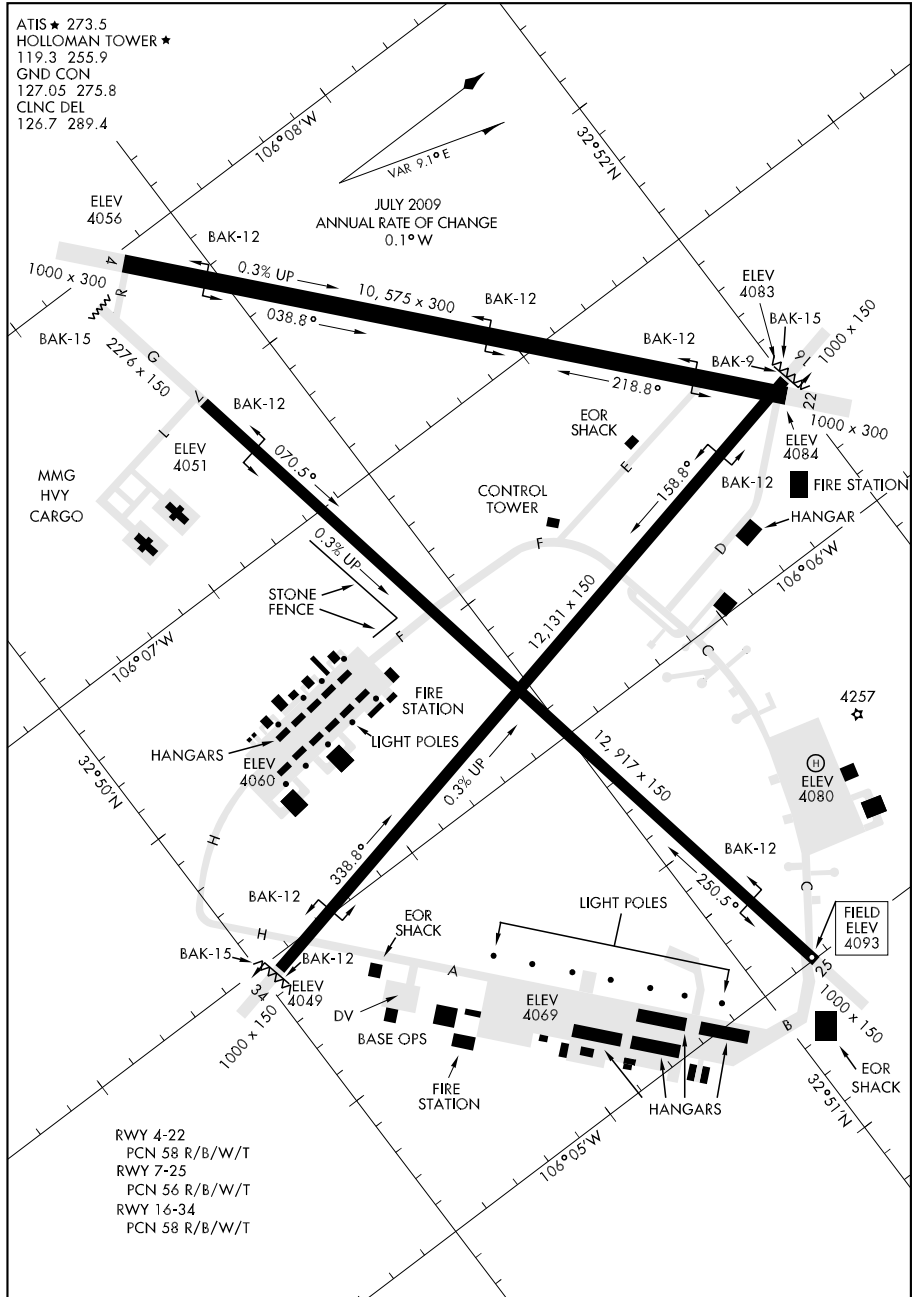 ATIS ★ 273.5
HOLLOMAN TOWER ★
119.3 255.9
GND CON
127.05 275.8
CLNC DEL
126.7 289.4
106°08'W
32°52'N
VAR 9.1° E
JULY 2009
ANNUAL RATE OF CHANGE
0.1° W
ELEV
4056
BAK-12
4
1000 x 300
R
0.3% UP
10, 575 x 300
038.8°
BAK-12
BAK-12
218.8°
ELEV
4083
BAK-15
BAK-9
16
1000 x 150
22
1000 x 300
ELEV
4084
BAK-15
G
2276 x 150
7
L
BAK-12
ELEV
4051
070.5°
MMG
HVY
CARGO
EOR
SHACK
E
CONTROL
TOWER
F
158.8°
BAK-12
FIRE STATION
HANGAR
D
106°06'W
0.3% UP
STONE
FENCE
F
12,131 x 150
C
106°07'W
FIRE
STATION
LIGHT POLES
HANGARS
ELEV
4060
4257
H
ELEV
4080
32°50'N
0.3% UP
12, 917 x 150
H
338.8°
BAK-12
250.5°
C
BAK-12
H
BAK-15
BAK-12
34
ELEV
4049
1000 x 150
EOR
SHACK
A
LIGHT POLES
FIELD
ELEV
4093
25
1000 x 150
DV
BASE OPS
ELEV
4069
B
FIRE
STATION
HANGARS
EOR
SHACK
32°51'N
106°05'W
RWY 4-22
PCN 58 R/B/W/T
RWY 7-25
PCN 56 R/B/W/T
RWY 16-34
PCN 58 R/B/W/T